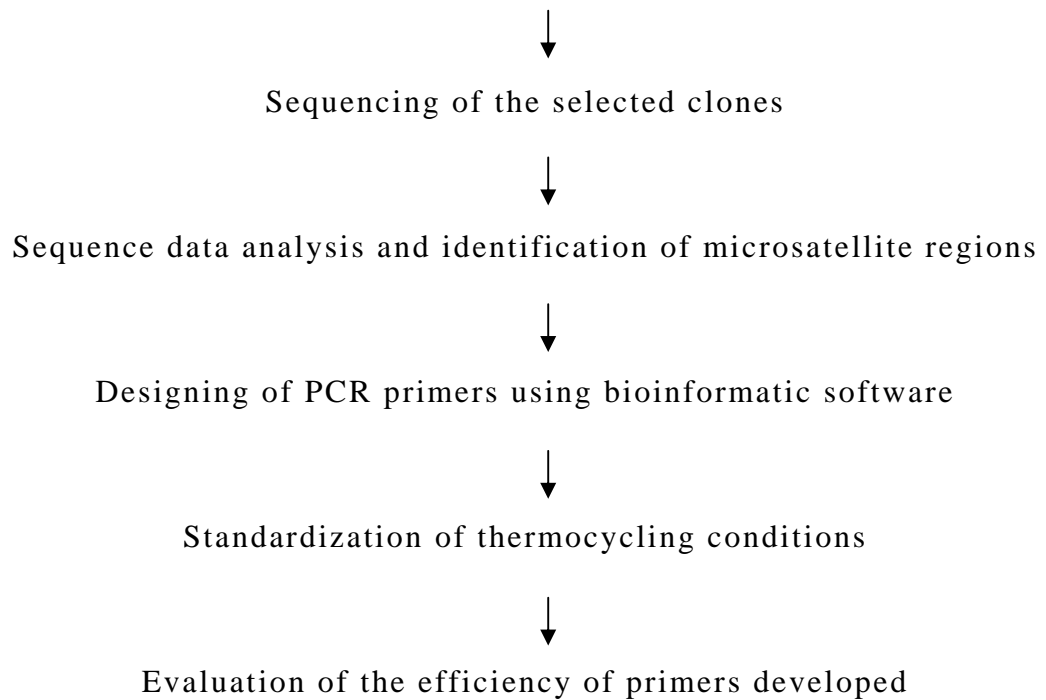 Sequencing of the selected clones
Sequence data analysis and identification of microsatellite regions
Designing of PCR primers using bioinformatic software
Standardization of thermocycling conditions
Evaluation of the efficiency of primers developed